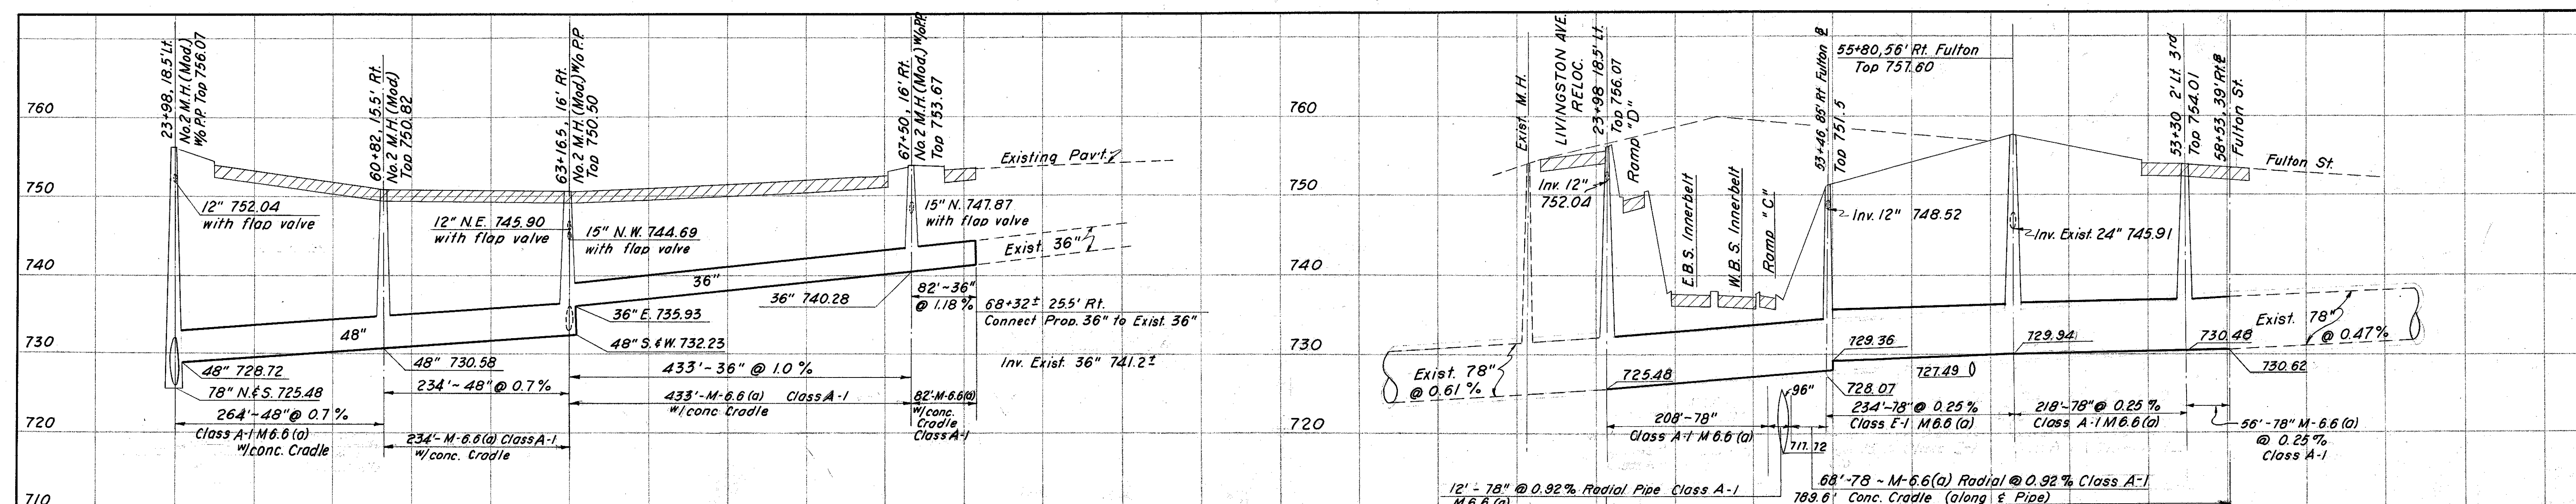 760
750
740
730
720
710
23+98, 18.5' Lt.
No.2 M.H. (Mod.)
W/o P.P. Top 756.07
60+82, 15.5' Rt.
No.2 M.H. (Mod)
Top 750.82
63+16.5, 16' Rt.
No.2 M.H. (Mod) W/o P.P
Top 750.50
67+50, 16' Rt.
No.2 M.H. (Mod.) W/o P.P.
Top 753.67
Existing Pav't.
12" 752.04
with flap valve
12" N.E. 745.90
with flap valve
15" N.W. 744.69
with flap valve
15" N. 747.87
with flap valve
Exist. 36"
36"
36" 740.28
82'~36"
@ 1.18%
68+32± 25.5' Rt.
Connect Prop. 36" to Exist. 36"
36" E. 735.93
48"
48" S. & W. 732.23
Inv. Exist. 36" 741.2±
48" 730.58
48" 728.72
78" N. & S. 725.48
433'-36" @ 1.0 %
234'~48" @ 0.7 %
264'-48" @ 0.7 %
433'-M-6.6 (a) Class A-1
w/conc Cradle
82'-M-6.6(a)
w/conc.
Cradle
Class A-1
Class A-1 M 6.6 (a)
w/conc. Cradle
234'-M-6.6(a) Class A-1
w/conc. Cradle
760
750
740
730
720
Exist. M.H.
LIVINGSTON AVE.
RELOC.
23+98 18.5' Lt.
Top 756.07
Ramp "D"
Inv. 12"
752.04
E.B.S. Innerbelt
W.B.S. Innerbelt
Ramp "C"
53+46, 85' Rt Fulton ⅊
Top 751.5
55+80, 56' Rt. Fulton
Top 757.60
53+30 2' Lt. 3rd
Top 754.01
58+53, 39' Rt.⅊
Fulton St.
Fulton St.
Inv. 12" 748.52
Inv. Exist. 24" 745.91
Exist. 78"
@ 0.61 %
725.48
729.36
729.94
730.48
Exist. 78"
@ 0.47%
727.49
730.62
728.07
96"
717.72
208'-78"
Class A-1 M 6.6 (a)
234'-78" @ 0.25 %
Class E-1 M 6.6 (a)
218'-78" @ 0.25 %
Class A-1 M 6.6 (a)
56'-78" M-6.6 (a)
@ 0.25 %
Class A-1
12' - 78" @ 0.92% Radial Pipe Class A-1
M 6.6 (a)
68'-78 ~ M-6.6(a) Radial @ 0.92 % Class A-1
789.6' Conc. Cradle (along ⅊ Pipe)